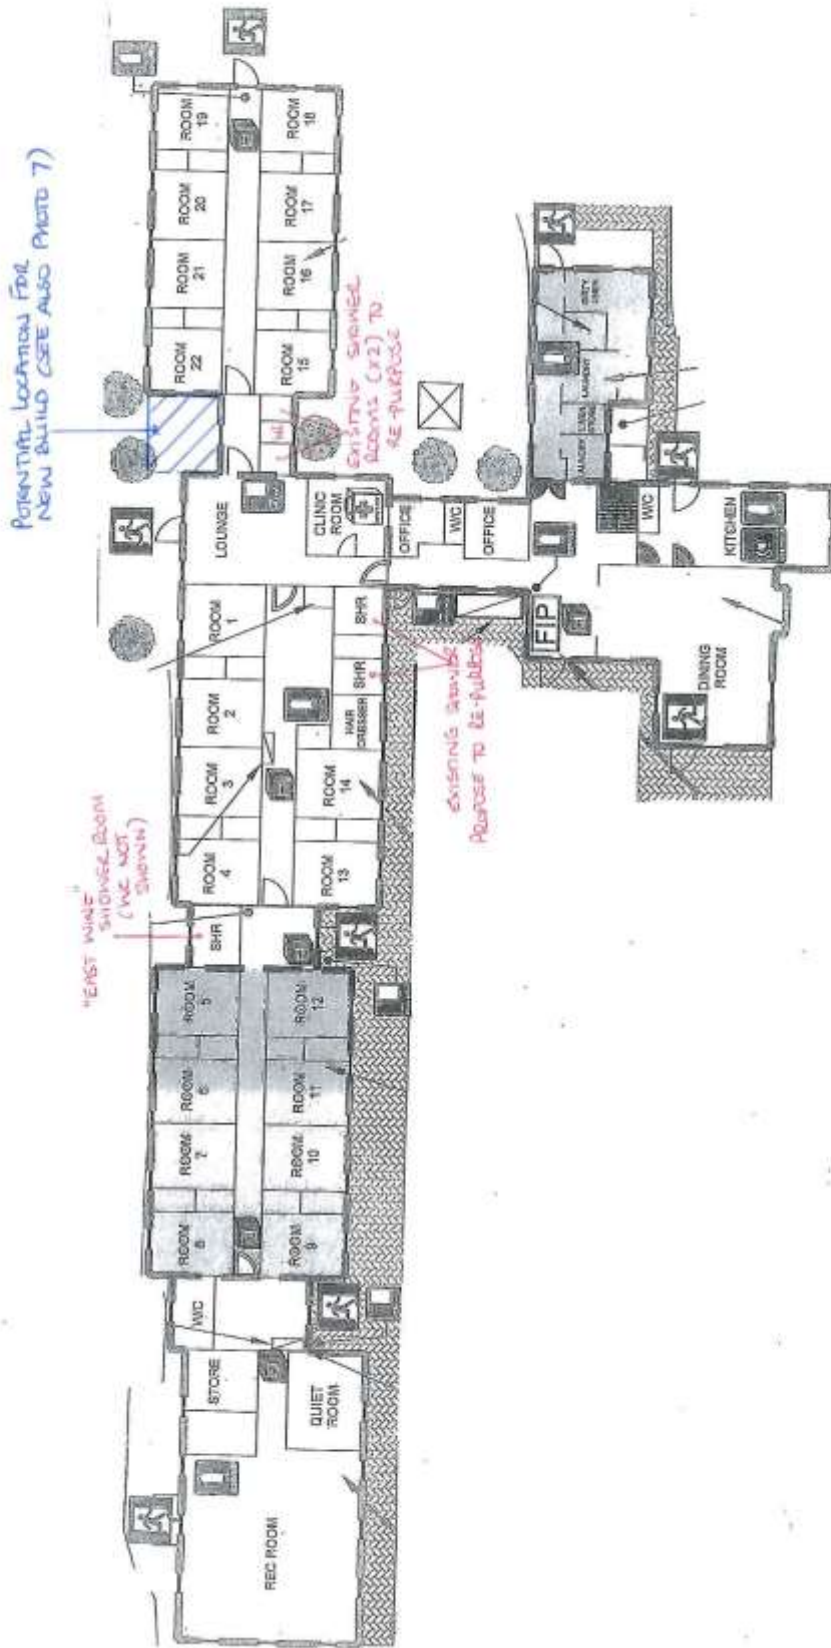 POTENTIAL LOCATION FOR
NEW BUILD (SEE ALSO PHOTO 7)
"EAST WING"
SHOWER ROOM
(WC NOT
SHOWN)
EXISTING SHOWER
ROOMS (X2) TO
RE-PURPOSE
EXISTING SHOWER
PROPOSE TO RE-PURPOSE
REC ROOM
STORE
QUIET
ROOM
W/C
ROOM
8
ROOM
7
ROOM
6
ROOM
5
ROOM
9
ROOM
10
ROOM
11
ROOM
12
SHR
ROOM
4
ROOM
3
ROOM
2
ROOM
1
ROOM
13
ROOM
14
HAIR
DRESSER
SHR
SHR
LOUNGE
CLINIC
ROOM
ROOM
22
ROOM
21
ROOM
20
ROOM
19
ROOM
15
ROOM
16
ROOM
17
ROOM
18
OFFICE
W/C
OFFICE
FIP
DINING
ROOM
W/C
KITCHEN
LAUNDRY